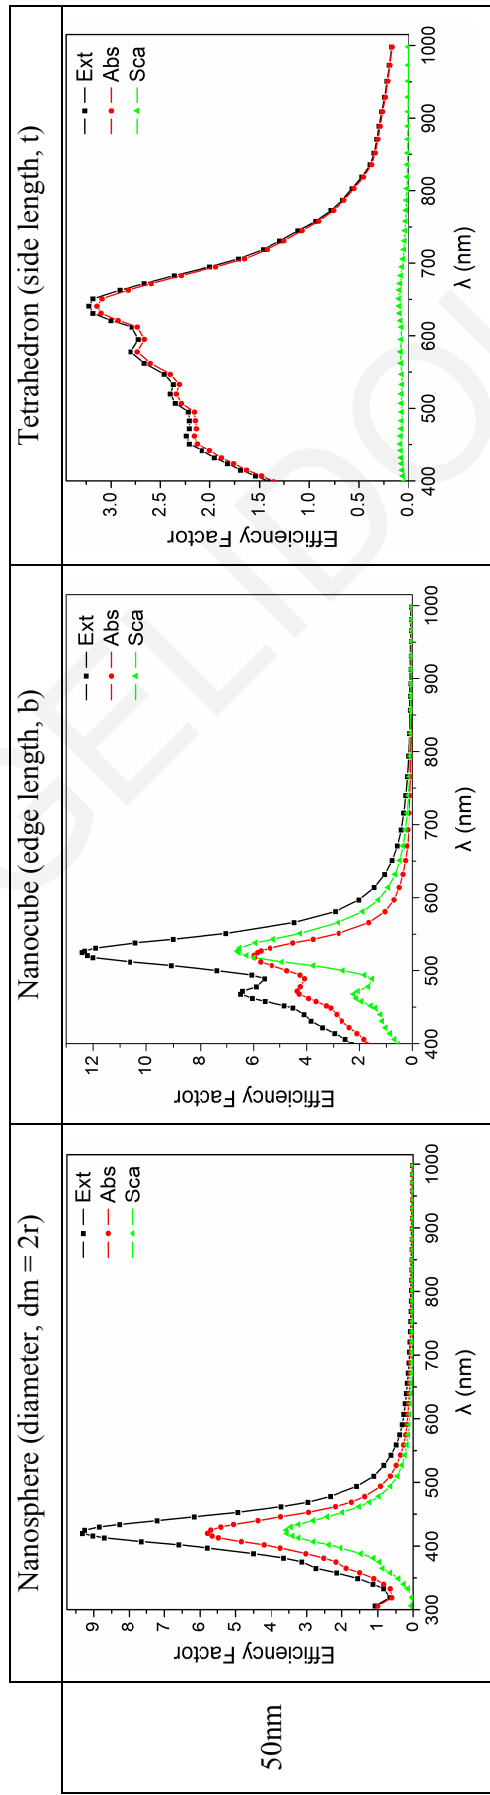 Nanosphere (diameter, dm = 2r)
Nanocube (edge length, b)
Tetrahedron (side length, t)
50nm
Efficiency Factor
9
8
7
6
5
4
3
2
1
0
Ext
Abs
Sca
300 400 500 600 700 800 900 1000
λ (nm)
Efficiency Factor
12
10
8
6
4
2
0
Ext
Abs
Sca
400 500 600 700 800 900 1000
λ (nm)
Efficiency Factor
3.0
2.5
2.0
1.5
1.0
0.5
0.0
Ext
Abs
Sca
400 500 600 700 800 900 1000
λ (nm)
GELIDOU